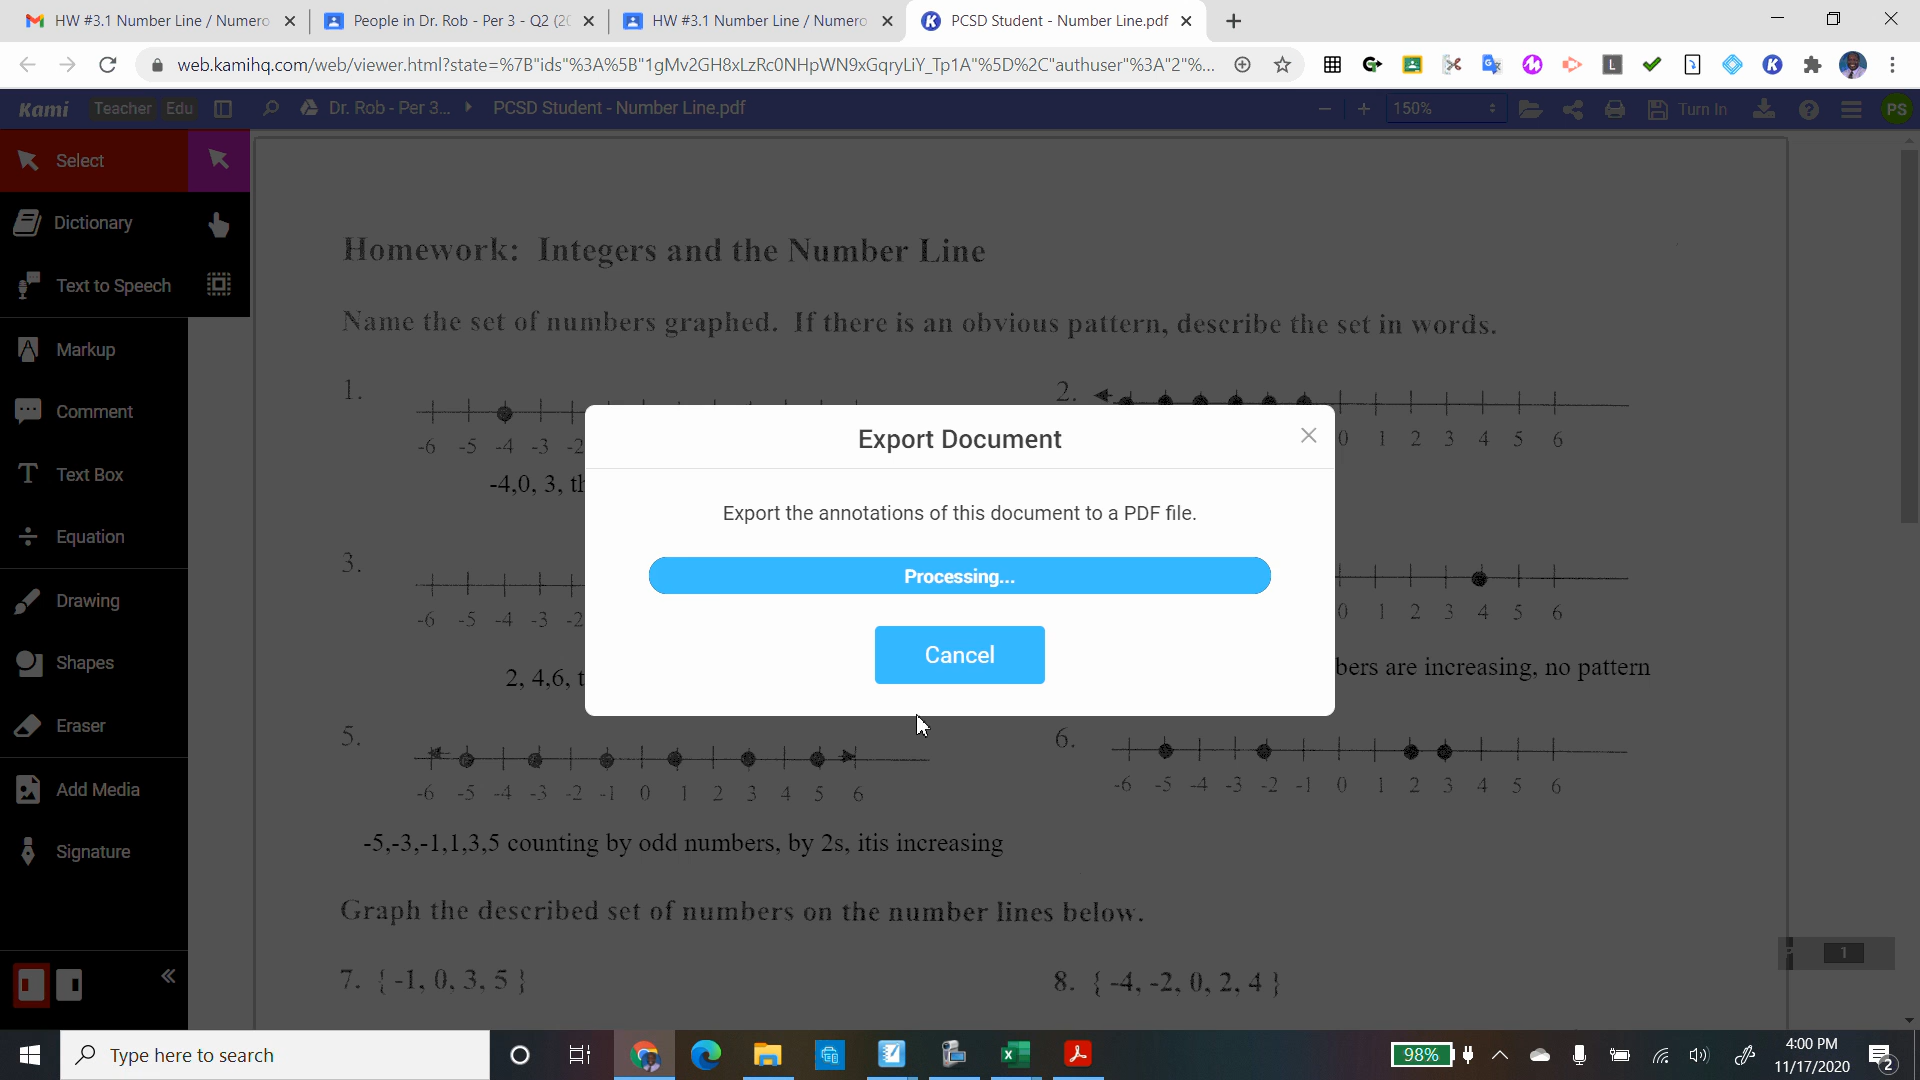 HW #3.1 Number Line / Numero
People in Dr. Rob - Per 3 - Q2 (20
HW #3.1 Number Line / Numero
PCSD Student - Number Line.pdf
web.kamihq.com/web/viewer.html?state=%7B"ids"%3A%5B"1gMv2GH8xLzRc0NHpWN9xGqryLiY_Tp1A"%5D%2C"authuser"%3A"2"%...
Kami Teacher Edu Dr. Rob - Per 3... PCSD Student - Number Line.pdf 150% Turn In PS
Select
Dictionary
Text to Speech
Markup
Comment
Text Box
Equation
Drawing
Shapes
Eraser
Add Media
Signature
Homework: Integers and the Number Line
Name the set of numbers graphed. If there is an obvious pattern, describe the set in words.
1.
-6 -5 -4 -3 -2
-4,0, 3, th
2.
0 1 2 3 4 5 6
3.
-6 -5 -4 -3 -2
2, 4,6, t
0 1 2 3 4 5 6
bers are increasing, no pattern
Export Document
Export the annotations of this document to a PDF file.
Processing...
Cancel
5.
-6 -5 -4 -3 -2 -1 0 1 2 3 4 5 6
-5,-3,-1,1,3,5 counting by odd numbers, by 2s, itis increasing
6.
-6 -5 -4 -3 -2 -1 0 1 2 3 4 5 6
Graph the described set of numbers on the number lines below.
7. { -1, 0, 3, 5 }
8. { -4, -2, 0, 2, 4 }
1
Type here to search
98%
4:00 PM
11/17/2020
2